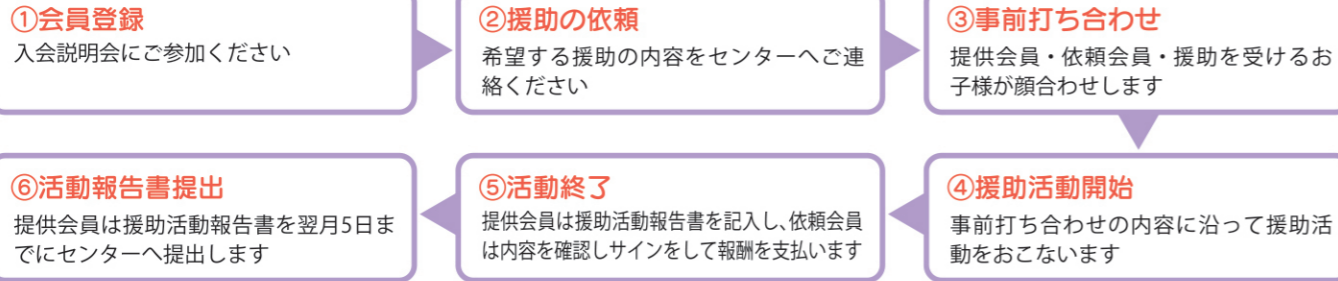 ①会員登録
入会説明会にご参加ください
②援助の依頼
希望する援助の内容をセンターへご連
絡ください
③事前打ち合わせ
提供会員・依頼会員・援助を受けるお
子様が顔合わせします
④援助活動開始
事前打ち合わせの内容に沿って援助活
動をおこないます
⑤活動終了
提供会員は援助活動報告書を記入し、依頼会員
は内容を確認しサインをして報酬を支払います
⑥活動報告書提出
提供会員は援助活動報告書を翌月5日ま
でにセンターへ提出します